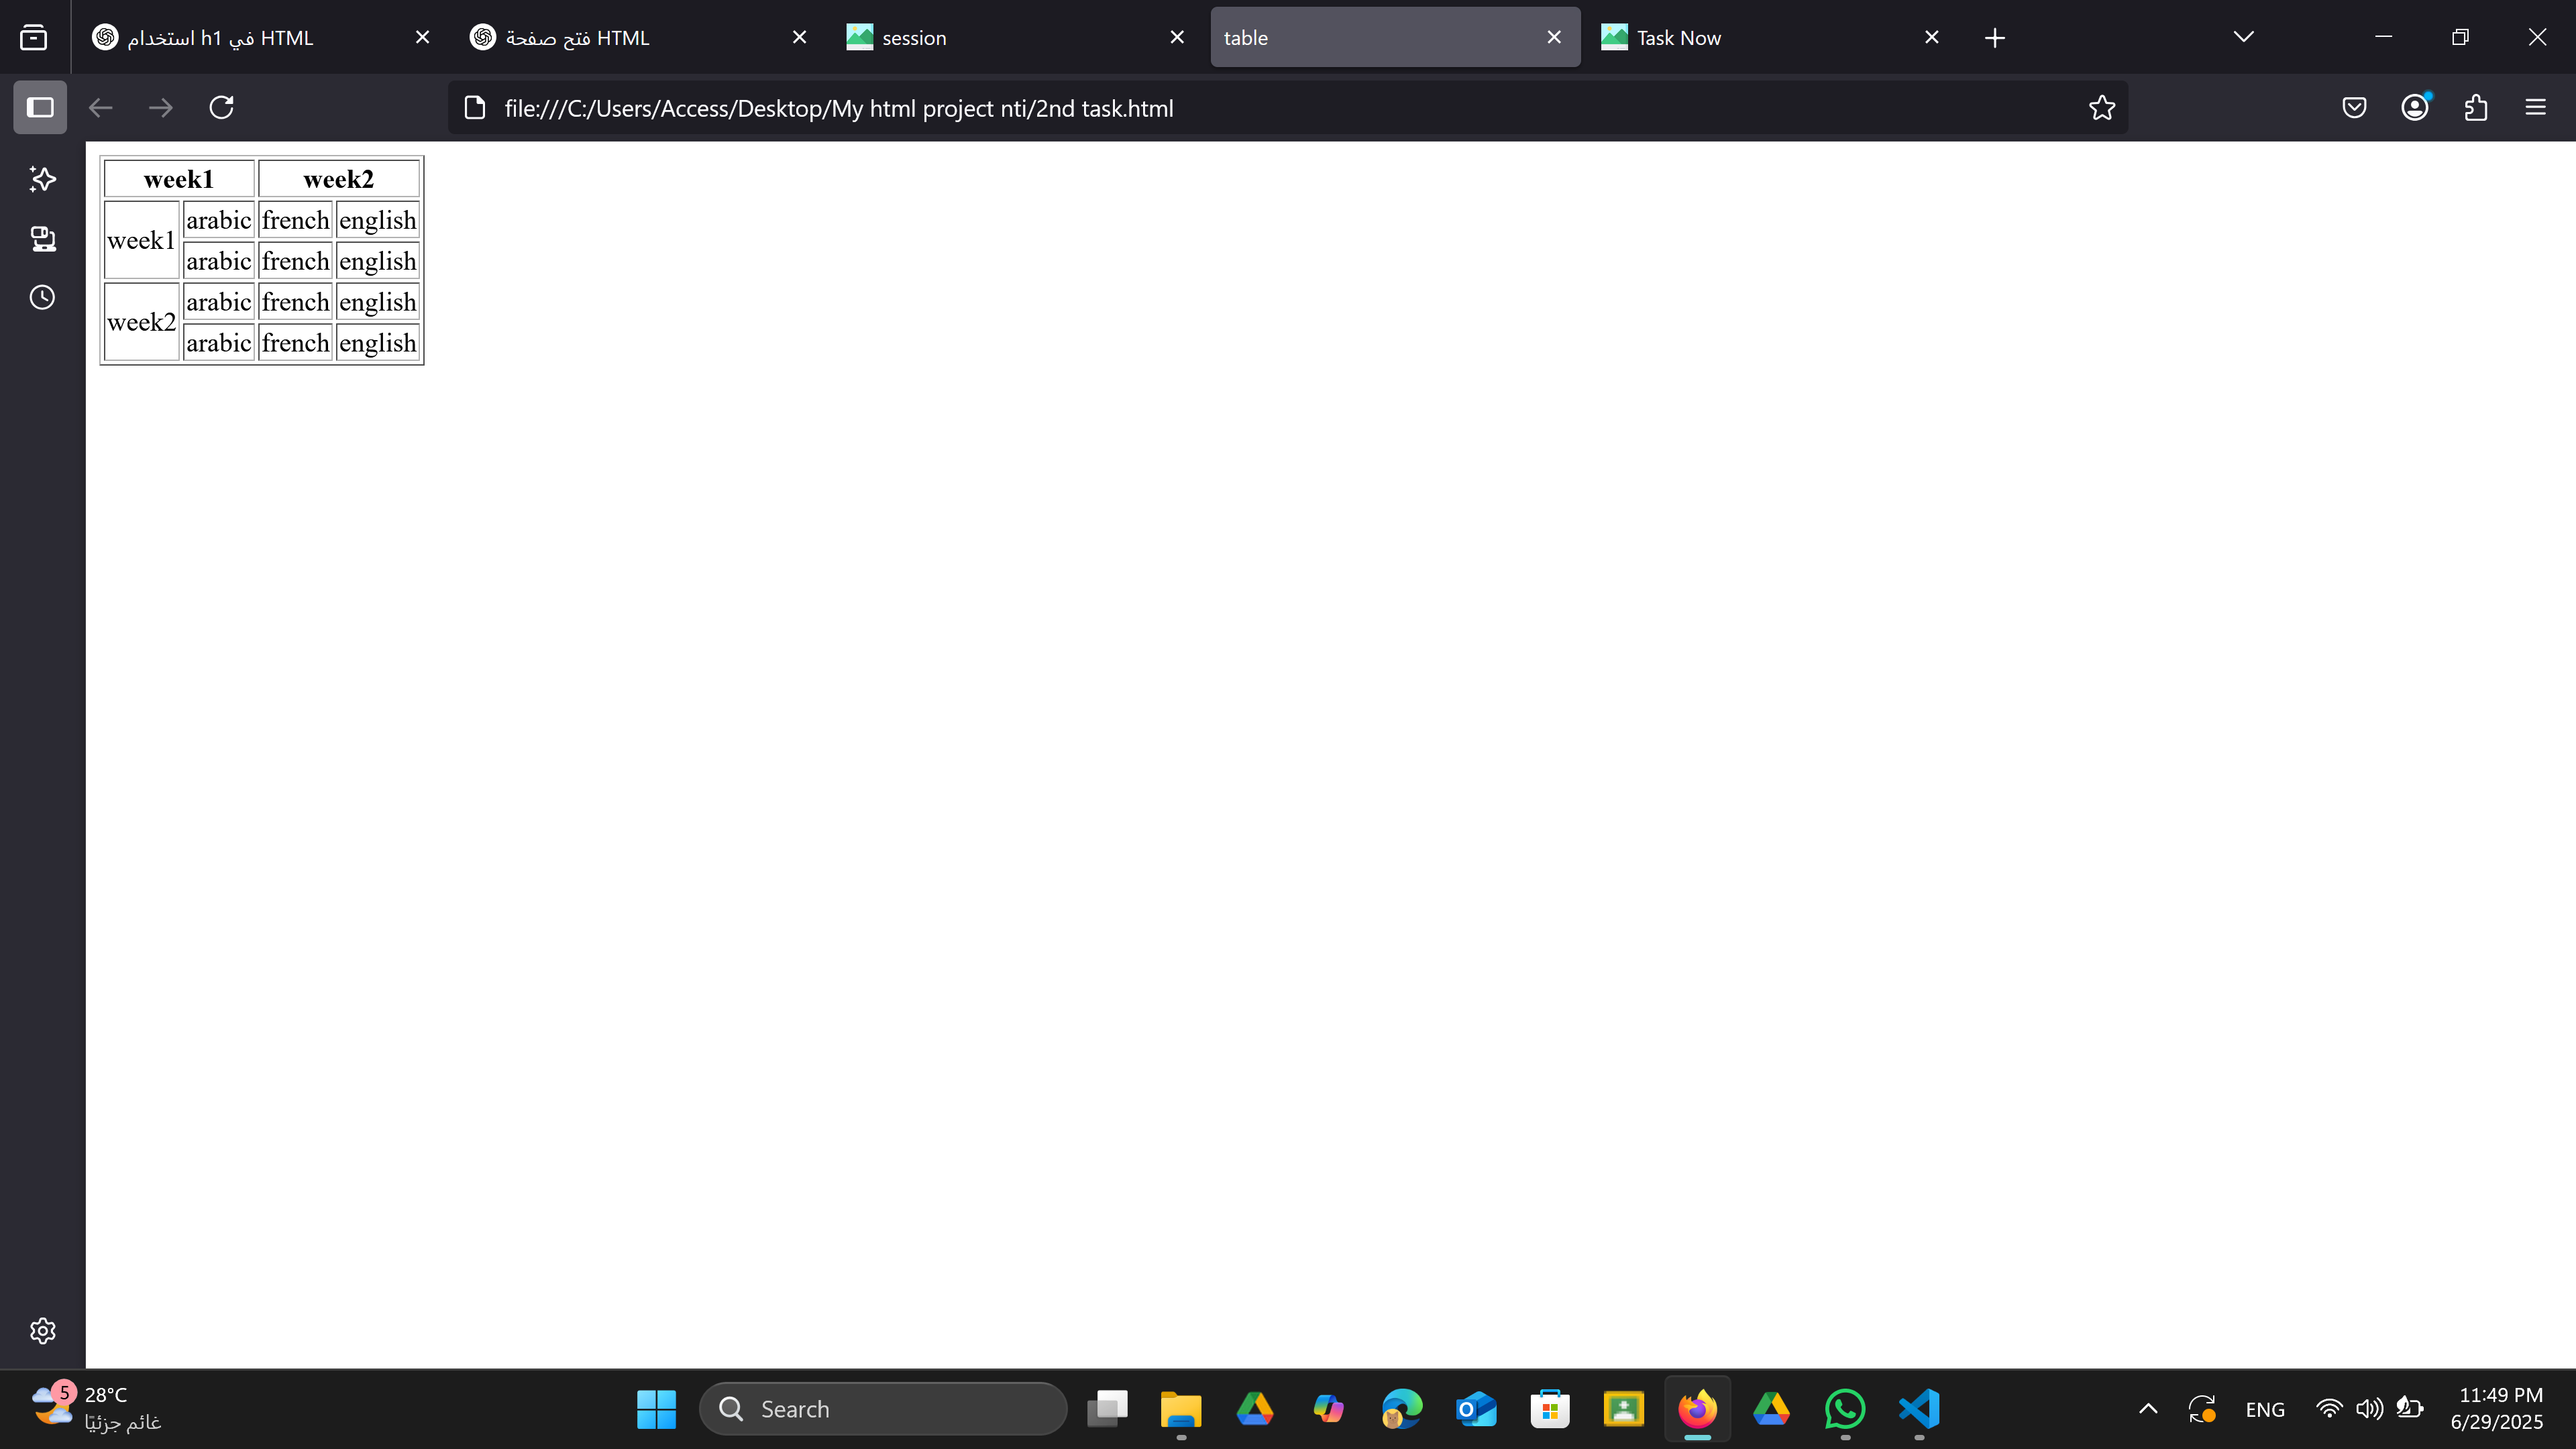 استخدام h1 في HTML
فتح صفحة HTML
session
table
Task Now
file:///C:/Users/Access/Desktop/My html project nti/2nd task.html
week1 week2
week1 arabic french english
arabic french english
week2 arabic french english
arabic french english
5
28°C
غائم جزئيًا
Search
ENG
11:49 PM
6/29/2025